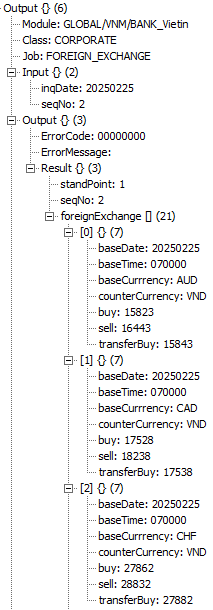 Output {} (6)
Module: GLOBAL/VNM/BANK_Vietin
Class: CORPORATE
Job: FOREIGN_EXCHANGE
Input {} (2)
inqDate: 20250225
seqNo: 2
Output {} (3)
ErrorCode: 00000000
ErrorMessage:
Result {} (3)
standPoint: 1
seqNo: 2
foreignExchange [] (21)
[0] {} (7)
baseDate: 20250225
baseTime: 070000
baseCurrrency: AUD
counterCurrency: VND
buy: 15823
sell: 16443
transferBuy: 15843
[1] {} (7)
baseDate: 20250225
baseTime: 070000
baseCurrrency: CAD
counterCurrency: VND
buy: 17528
sell: 18238
transferBuy: 17538
[2] {} (7)
baseDate: 20250225
baseTime: 070000
baseCurrrency: CHF
counterCurrency: VND
buy: 27862
sell: 28832
transferBuy: 27882